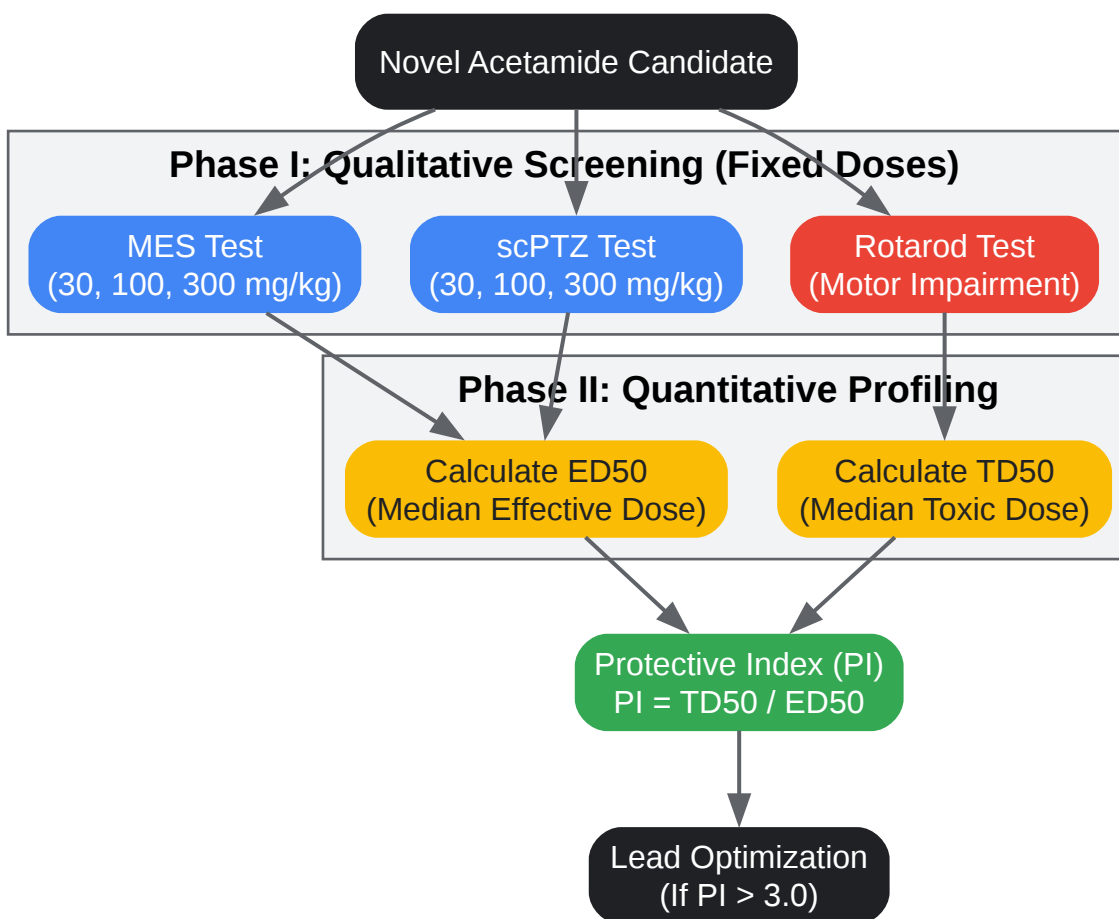 Novel Acetamide Candidate
Phase I: Qualitative Screening (Fixed Doses)
MES Test
(30, 100, 300 mg/kg)
scPTZ Test
(30, 100, 300 mg/kg)
Rotarod Test
(Motor Impairment)
Phase II: Quantitative Profiling
Calculate ED50
(Median Effective Dose)
Calculate TD50
(Median Toxic Dose)
Protective Index (PI)
PI = TD50 / ED50
Lead Optimization
(If PI > 3.0)